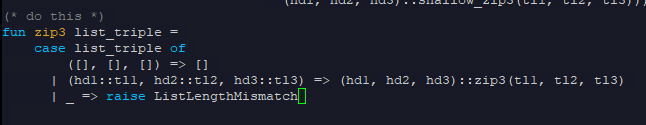 (hd1, hd2, hd3)::shallow_zip3(tl1, tl2, tl3)))
(* do this *)
fun zip3 list_triple =
    case list_triple of
        ([], [], []) => []
      | (hd1::tl1, hd2::tl2, hd3::tl3) => (hd1, hd2, hd3)::zip3(tl1, tl2, tl3)
      | _ => raise ListLengthMismatch